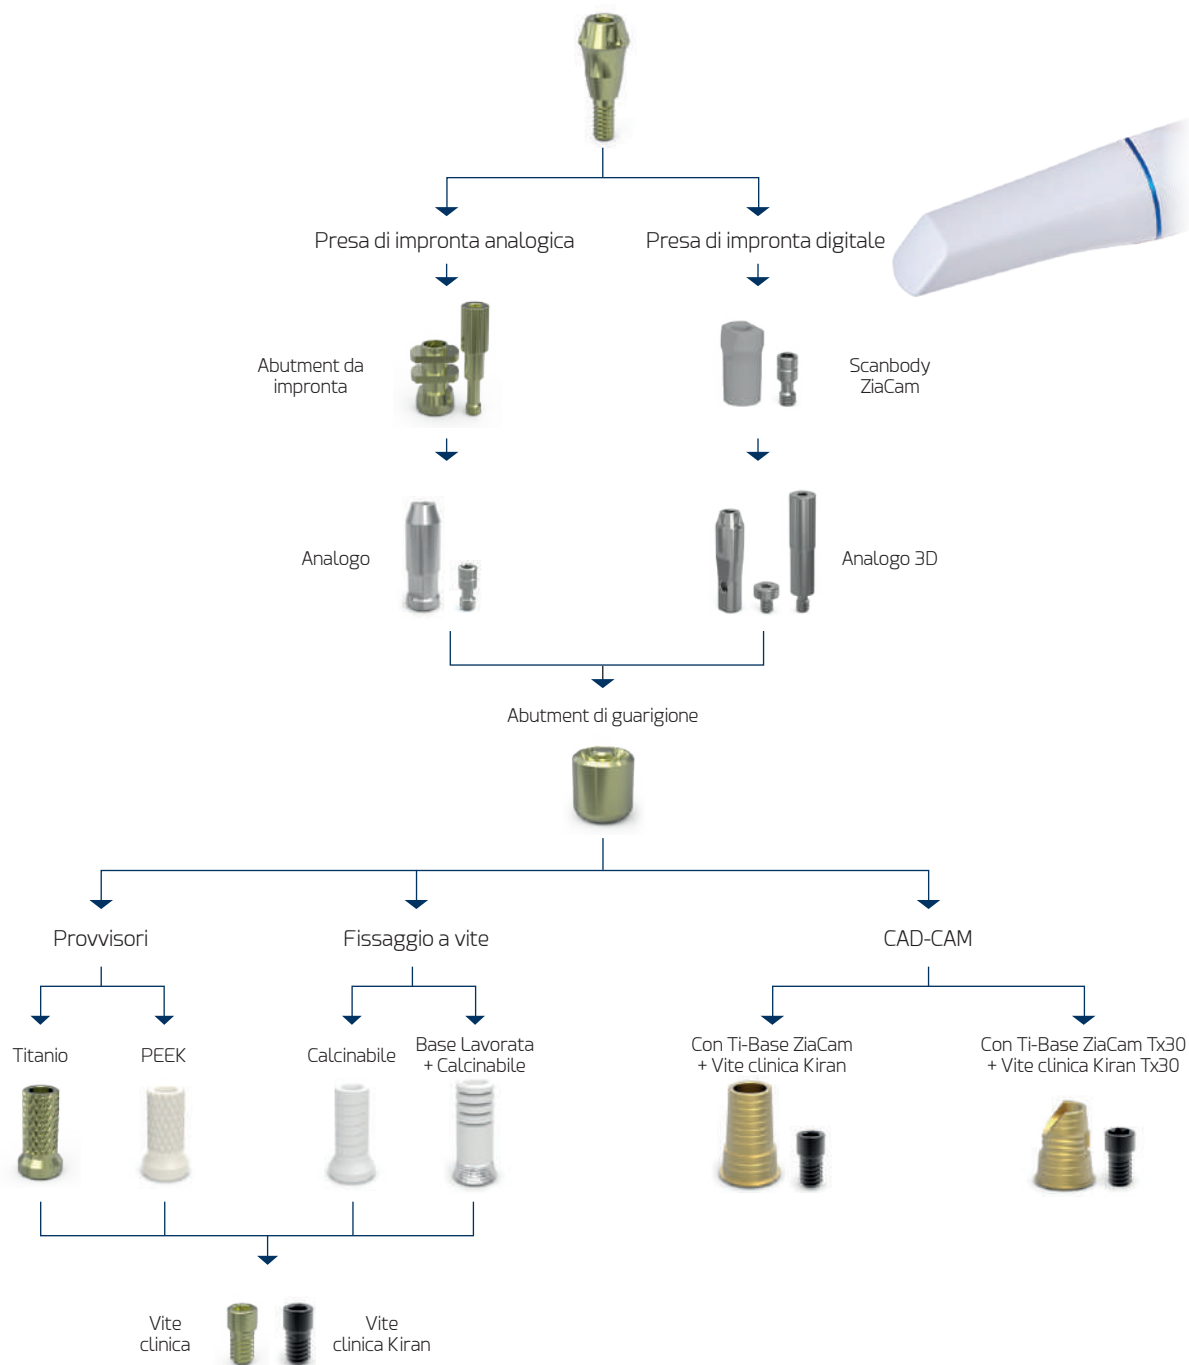 Presa di impronta analogica
Presa di impronta digitale
Abutment da
impronta
Scanbody
ZiaCam
Analogo
Analogo 3D
Abutment di guarigione
Provvisori
Fissaggio a vite
CAD-CAM
Titanio
PEEK
Calcinabile
Base Lavorata
+ Calcinabile
Con Ti-Base ZiaCam
+ Vite clinica Kiran
Con Ti-Base ZiaCam Tx30
+ Vite clinica Kiran Tx30
Vite
clinica
Vite
clinica Kiran